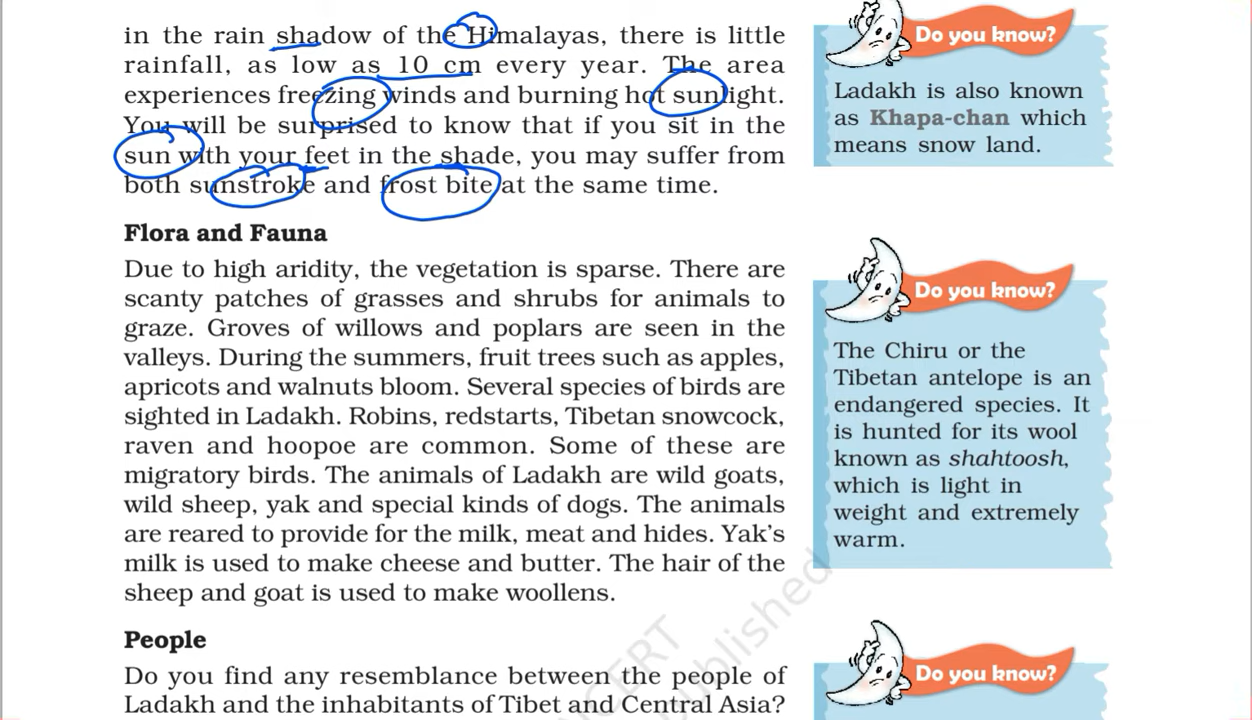 in the rain shadow of the Himalayas, there is little
rainfall, as low as 10 cm every year. The area
experiences freezing winds and burning hot sunlight.
You will be surprised to know that if you sit in the
sun with your feet in the shade, you may suffer from
both sunstroke and frost bite at the same time.
Flora and Fauna
Due to high aridity, the vegetation is sparse. There are
scanty patches of grasses and shrubs for animals to
graze. Groves of willows and poplars are seen in the
valleys. During the summers, fruit trees such as apples,
apricots and walnuts bloom. Several species of birds are
sighted in Ladakh. Robins, redstarts, Tibetan snowcock,
raven and hoopoe are common. Some of these are
migratory birds. The animals of Ladakh are wild goats,
wild sheep, yak and special kinds of dogs. The animals
are reared to provide for the milk, meat and hides. Yak's
milk is used to make cheese and butter. The hair of the
sheep and goat is used to make woollens.
People
Do you find any resemblance between the people of
Ladakh and the inhabitants of Tibet and Central Asia?
Do you know?
Ladakh is also known
as Khapa-chan which
means snow land.
Do you know?
The Chiru or the
Tibetan antelope is an
endangered species. It
is hunted for its wool
known as shahtoosh,
which is light in
weight and extremely
warm.
Do you know?